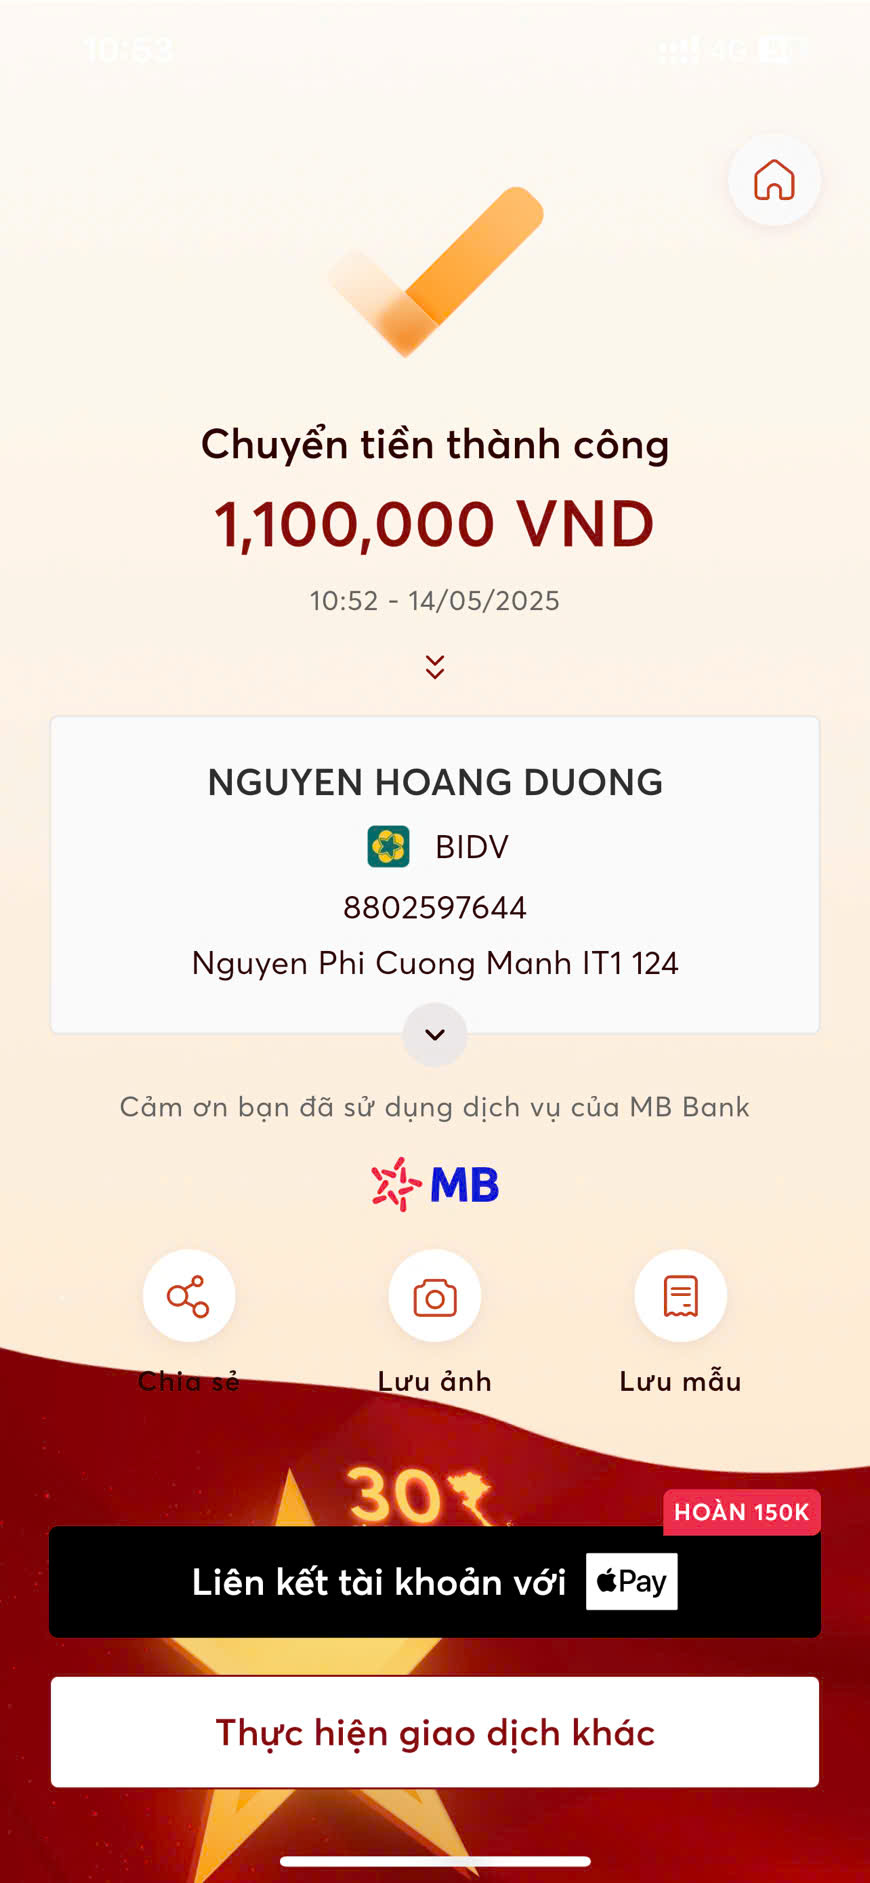 10:53
4G
Chuyển tiền thành công
1,100,000 VND
10:52 - 14/05/2025
NGUYEN HOANG DUONG
BIDV
8802597644
Nguyen Phi Cuong Manh IT1 124
Cảm ơn bạn đã sử dụng dịch vụ của MB Bank
MB
Chia sẻ
Lưu ảnh
Lưu mẫu
30
HOÀN 150K
Liên kết tài khoản với Pay
Thực hiện giao dịch khác